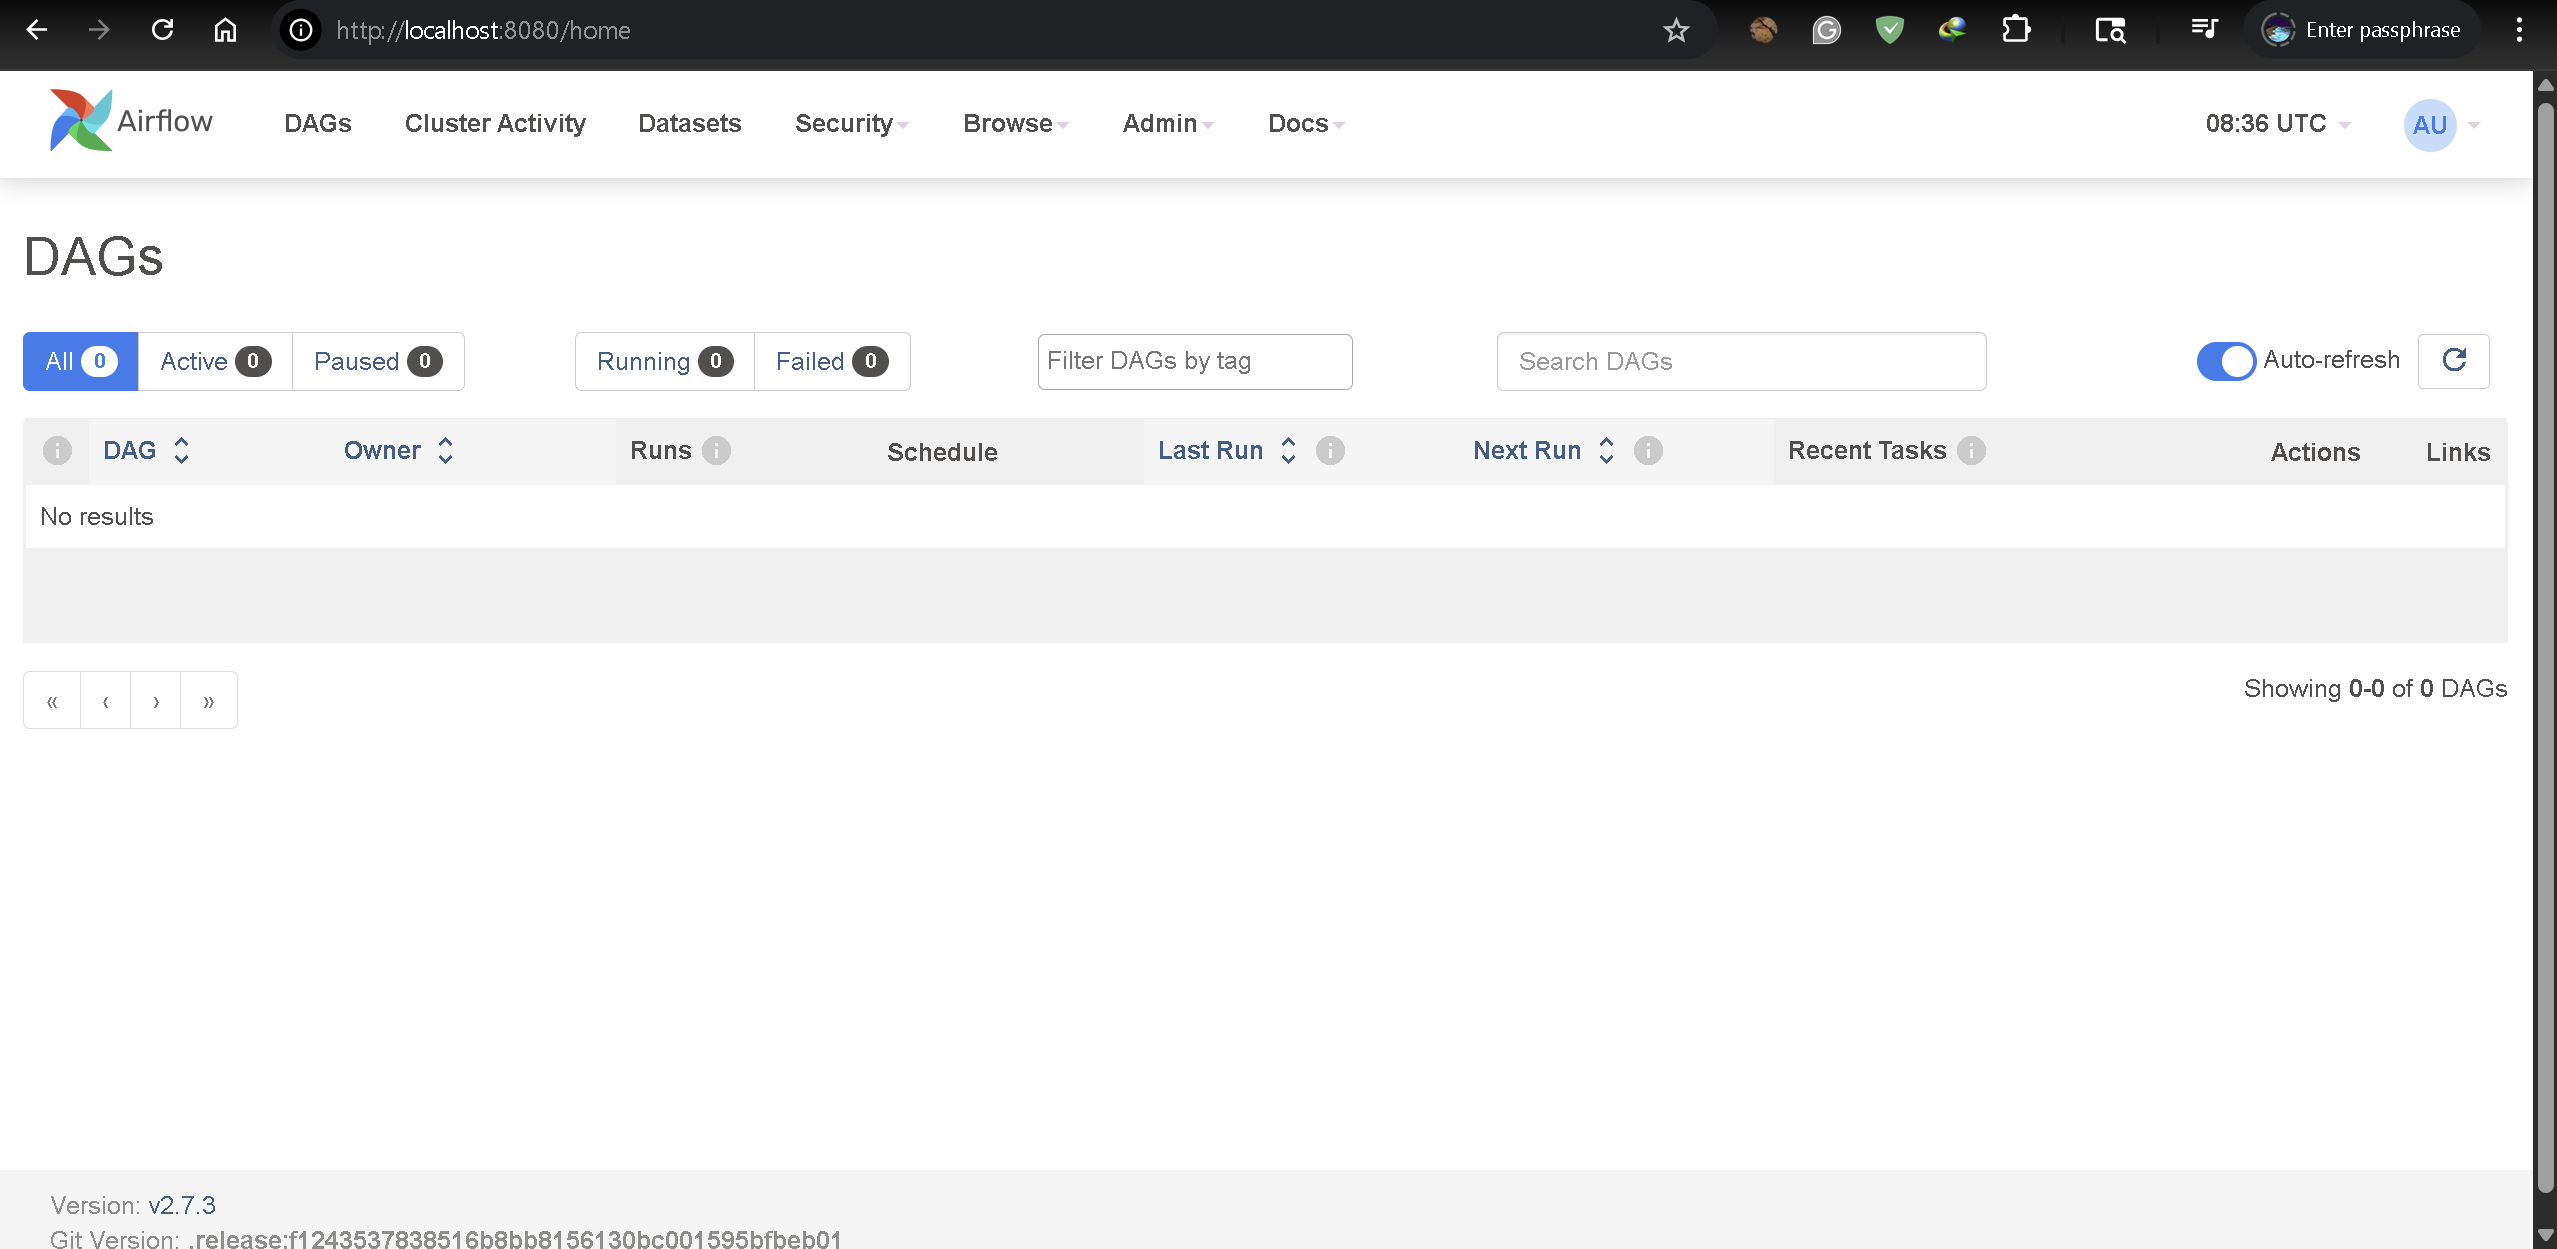 http://localhost:8080/home
Enter passphrase
Airflow DAGs Cluster Activity Datasets Security Browse Admin Docs 08:36 UTC AU
DAGs
All 0 Active 0 Paused 0 Running 0 Failed 0 Filter DAGs by tag Search DAGs Auto-refresh
DAG Owner Runs Schedule Last Run Next Run Recent Tasks Actions Links
No results
« ‹ › » Showing 0-0 of 0 DAGs
Version: v2.7.3
Git Version: .release:f1243537838516b8bb8156130bc001595bfbeb01